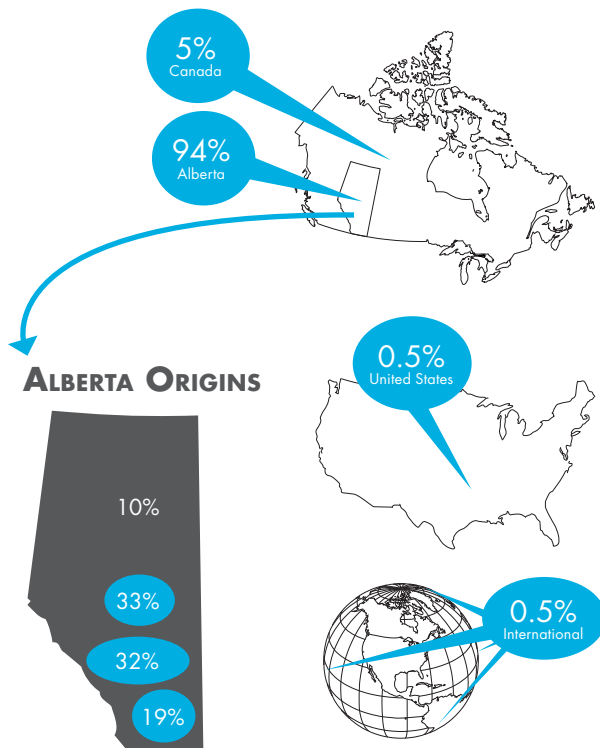 5%
Canada
94%
Alberta
ALBERTA ORIGINS
10%
33%
32%
19%
0.5%
United States
0.5%
International